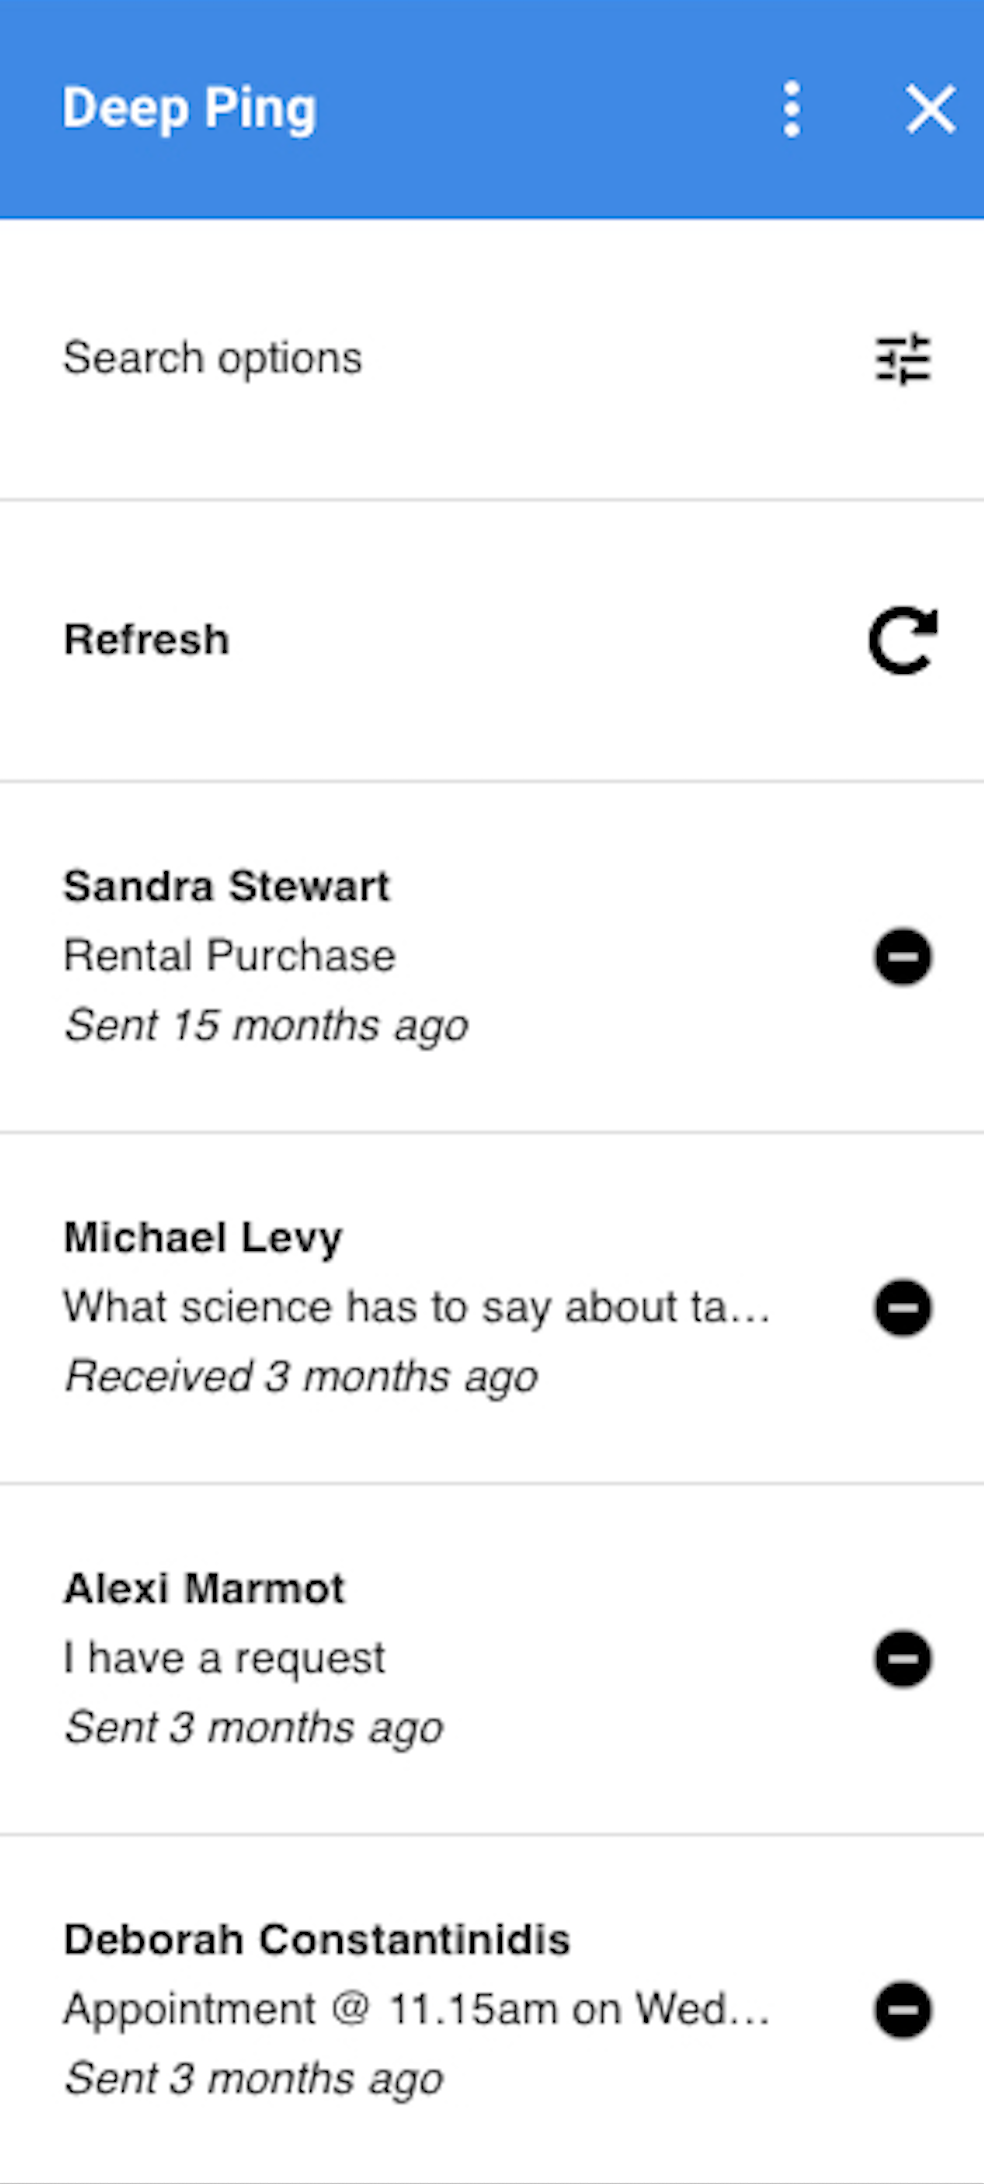 Deep Ping
Search options
Refresh
Sandra Stewart
Rental Purchase
Sent 15 months ago
Michael Levy
What science has to say about ta...
Received 3 months ago
Alexi Marmot
I have a request
Sent 3 months ago
Deborah Constantinidis
Appointment @ 11.15am on Wed...
Sent 3 months ago